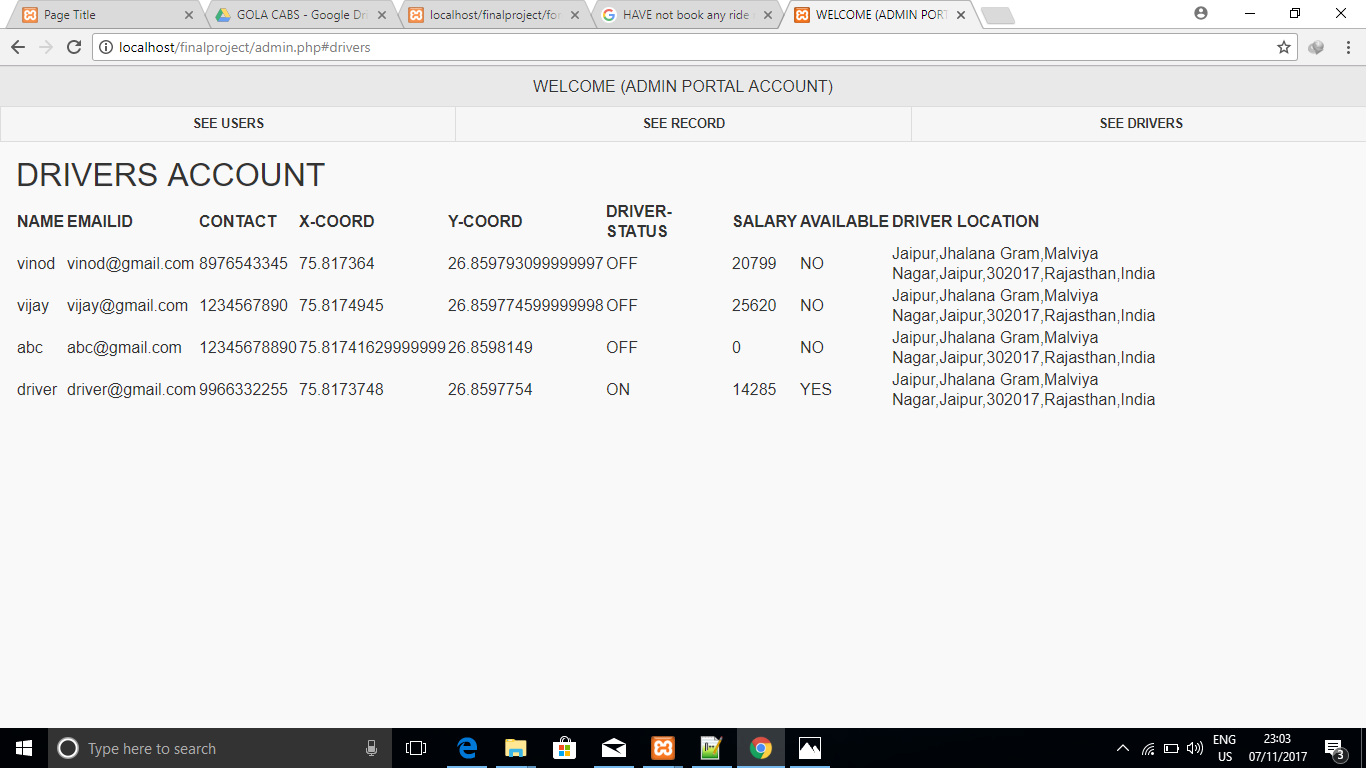 Page Title
GOLA CABS - Google Dri
localhost/finalproject/for
HAVE not book any ride
WELCOME (ADMIN PORT
localhost/finalproject/admin.php#drivers
WELCOME (ADMIN PORTAL ACCOUNT)
SEE USERS SEE RECORD SEE DRIVERS
DRIVERS ACCOUNT
NAME EMAILID CONTACT X-COORD Y-COORD DRIVER-STATUS SALARY AVAILABLE DRIVER LOCATION
vinod vinod@gmail.com 8976543345 75.817364 26.859793099999997 OFF 20799 NO Jaipur,Jhalana Gram,Malviya
Nagar,Jaipur,302017,Rajasthan,India
vijay vijay@gmail.com 1234567890 75.8174945 26.859774599999998 OFF 25620 NO Jaipur,Jhalana Gram,Malviya
Nagar,Jaipur,302017,Rajasthan,India
abc abc@gmail.com 12345678890 75.81741629999999 26.8598149 OFF 0 NO Jaipur,Jhalana Gram,Malviya
Nagar,Jaipur,302017,Rajasthan,India
driver driver@gmail.com 9966332255 75.8173748 26.8597754 ON 14285 YES Jaipur,Jhalana Gram,Malviya
Nagar,Jaipur,302017,Rajasthan,India
Type here to search
ENG
US
23:03
07/11/2017
3